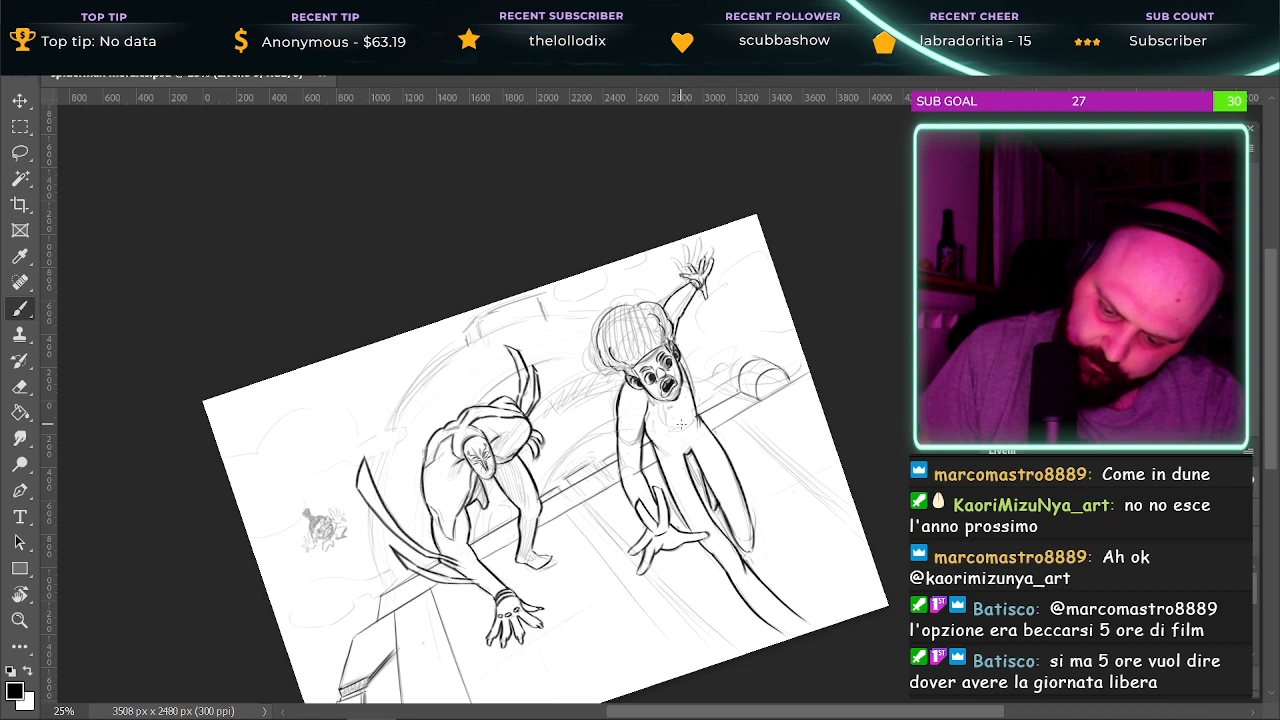 TOP TIP
Top tip: No data
RECENT TIP
Anonymous - $63.19
RECENT SUBSCRIBER
thelollodix
RECENT FOLLOWER
scubbashow
RECENT CHEER
labradoritia - 15
SUB COUNT
Subscriber
800 600 400 200 0 200 400 600 800 1000 1200 1400 1600 1800 2000 2200 2400 2600 2800 3000 3200 3400 3600 3800 4000
SUB GOAL 27 30
Livelli
marcomastro8889: Come in dune
KaoriMizuNya_art: no no esce
l'anno prossimo
marcomastro8889: Ah ok
@kaorimizunya_art
Batisco: @marcomastro8889
l'opzione era beccarsi 5 ore di film
Batisco: si ma 5 ore vuol dire
dover avere la giornata libera
25% 3508 px x 2480 px (300 ppi)